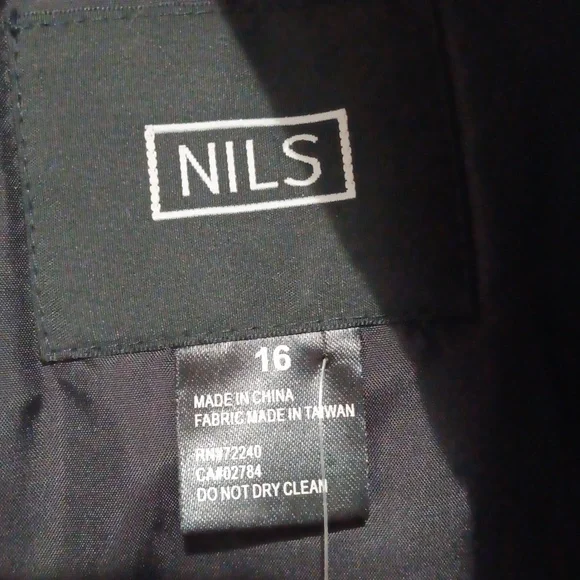 NILS
16
MADE IN CHINA
FABRIC MADE IN TAIWAN
RN#72240
CA#02784
DO NOT DRY CLEAN